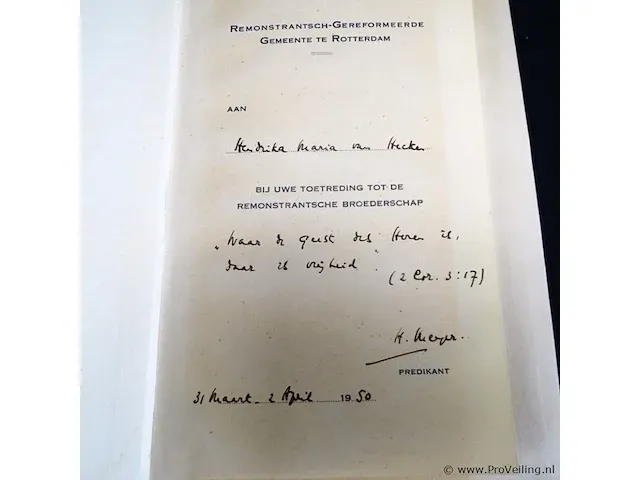 Remonstrantsch-Gereformeerde
Gemeente te Rotterdam
AAN
Hendrika Maria van Hecken
BIJ UWE TOETREDING TOT DE
REMONSTRANTSCHE BROEDERSCHAP
„Waar de geest des Heren is,
daar is vrijheid”
(2 Cor. 3:17)
H. Meyer.
PREDIKANT
31 Maart - 2 April 1950
© www.ProVeiling.nl